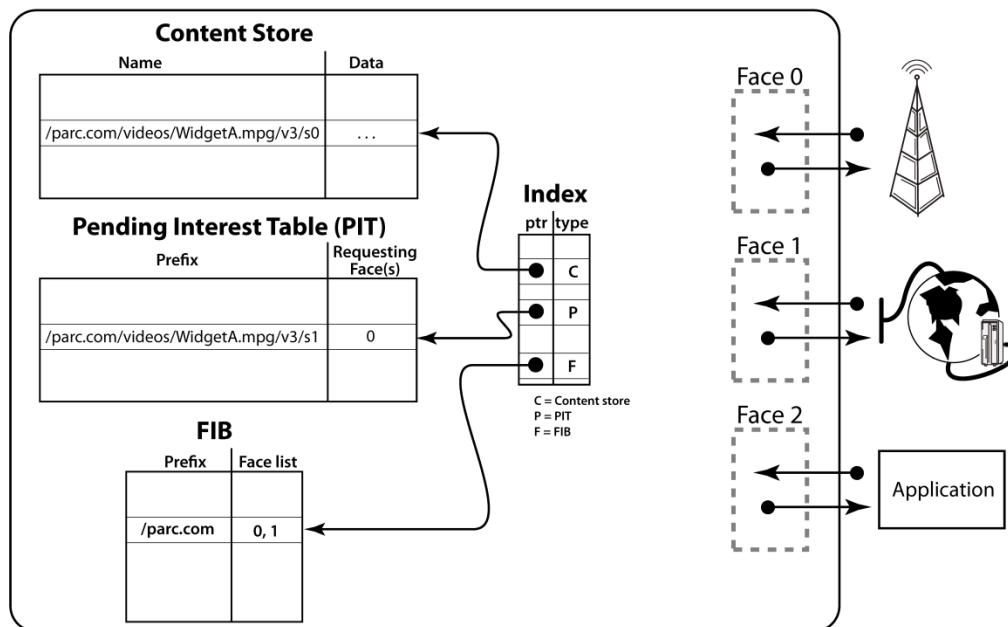 Content Store
Name Data
/parc.com/videos/WidgetA.mpg/v3/s0 ...
Pending Interest Table (PIT)
Prefix Requesting Face(s)
/parc.com/videos/WidgetA.mpg/v3/s1 0
FIB
Prefix Face list
/parc.com 0, 1
Index
ptr type
C
P
F
C = Content store
P = PIT
F = FIB
Face 0
Face 1
Face 2
Application